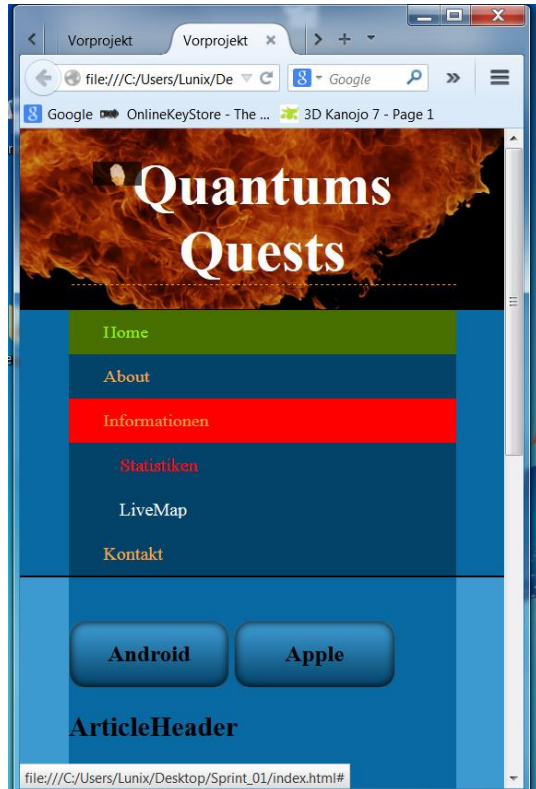 Vorprojekt Vorprojekt ×
file:///C:/Users/Lunix/De Google
Google OnlineKeyStore - The ... 3D Kanojo 7 - Page 1
Quantums
Quests
Home
About
Informationen
Statistiken
LiveMap
Kontakt
Android Apple
ArticleHeader
file:///C:/Users/Lunix/Desktop/Sprint_01/index.html#